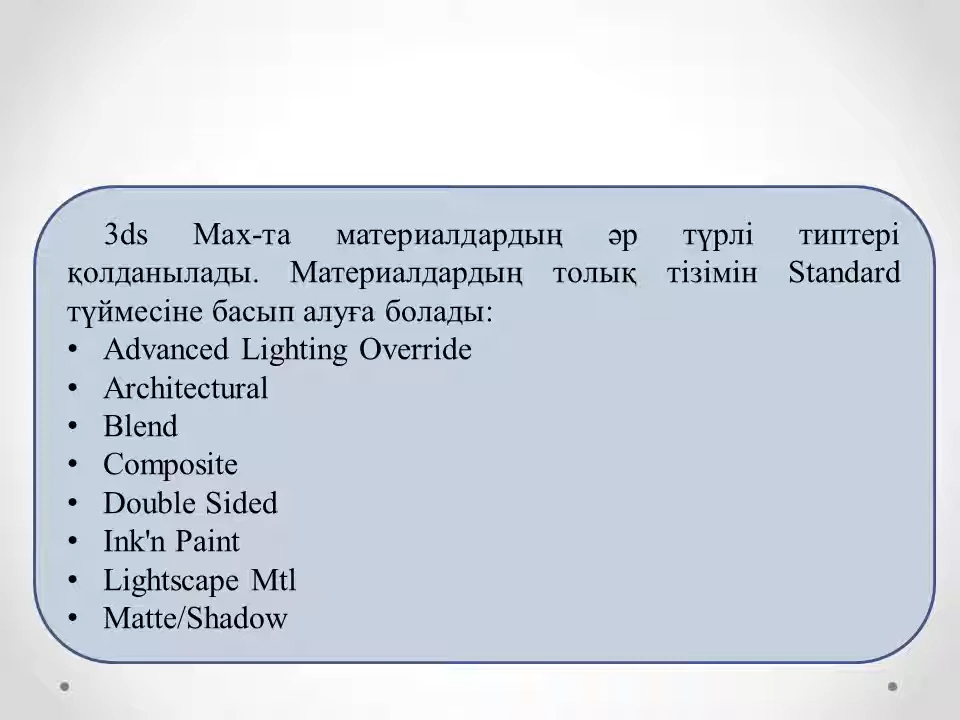 3ds Max-та материалдардың әр түрлі типтері
қолданылады. Материалдардың толық тізімін Standard
түймесіне басып алуға болады:
• Advanced Lighting Override
• Architectural
• Blend
• Composite
• Double Sided
• Ink'n Paint
• Lightscape Mtl
• Matte/Shadow